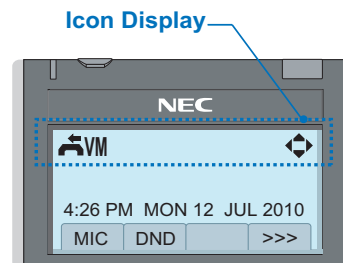 Icon Display
NEC
VM
4:26 PM MON 12 JUL 2010
MIC DND >>>